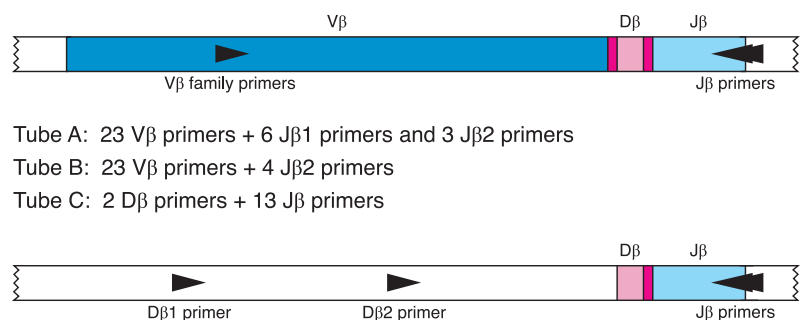 Vβ Dβ Jβ
Vβ family primers Jβ primers
Tube A: 23 Vβ primers + 6 Jβ1 primers and 3 Jβ2 primers
Tube B: 23 Vβ primers + 4 Jβ2 primers
Tube C: 2 Dβ primers + 13 Jβ primers
Dβ Jβ
Dβ1 primer Dβ2 primer Jβ primers